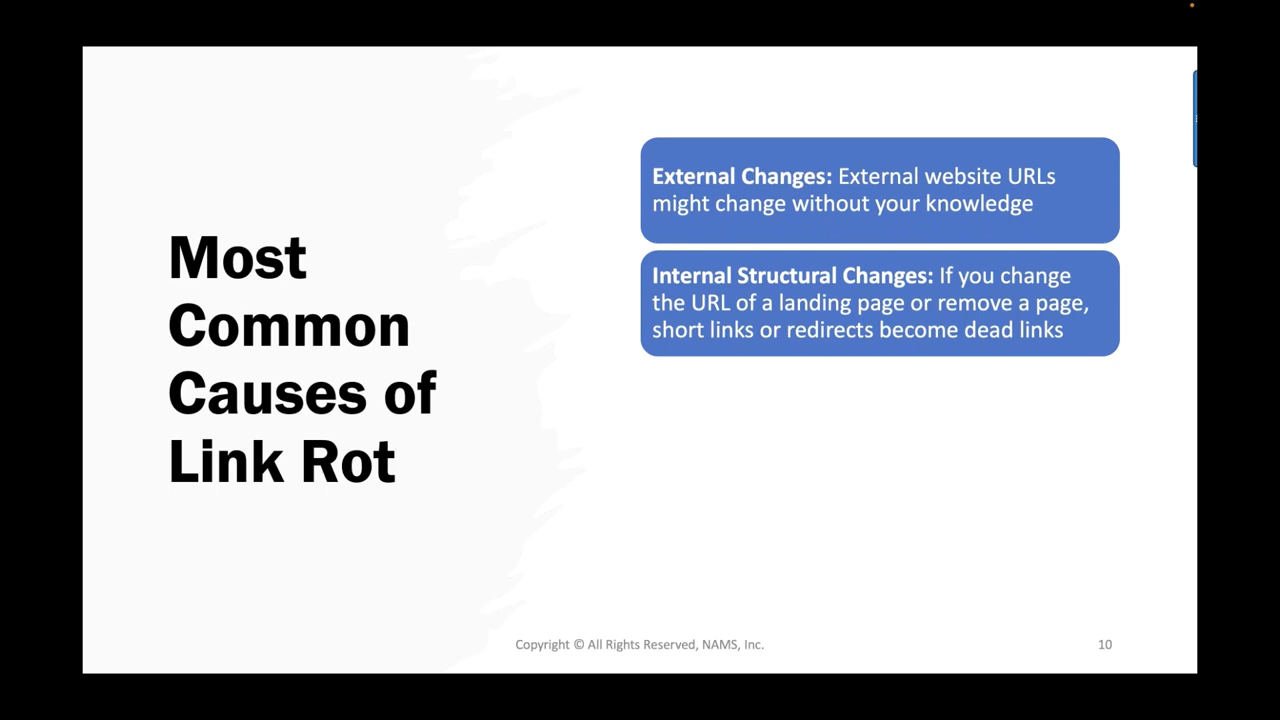 Most
Common
Causes of
Link Rot
External Changes: External website URLs
might change without your knowledge
Internal Structural Changes: If you change
the URL of a landing page or remove a page,
short links or redirects become dead links
Copyright © All Rights Reserved, NAMS, Inc.
10